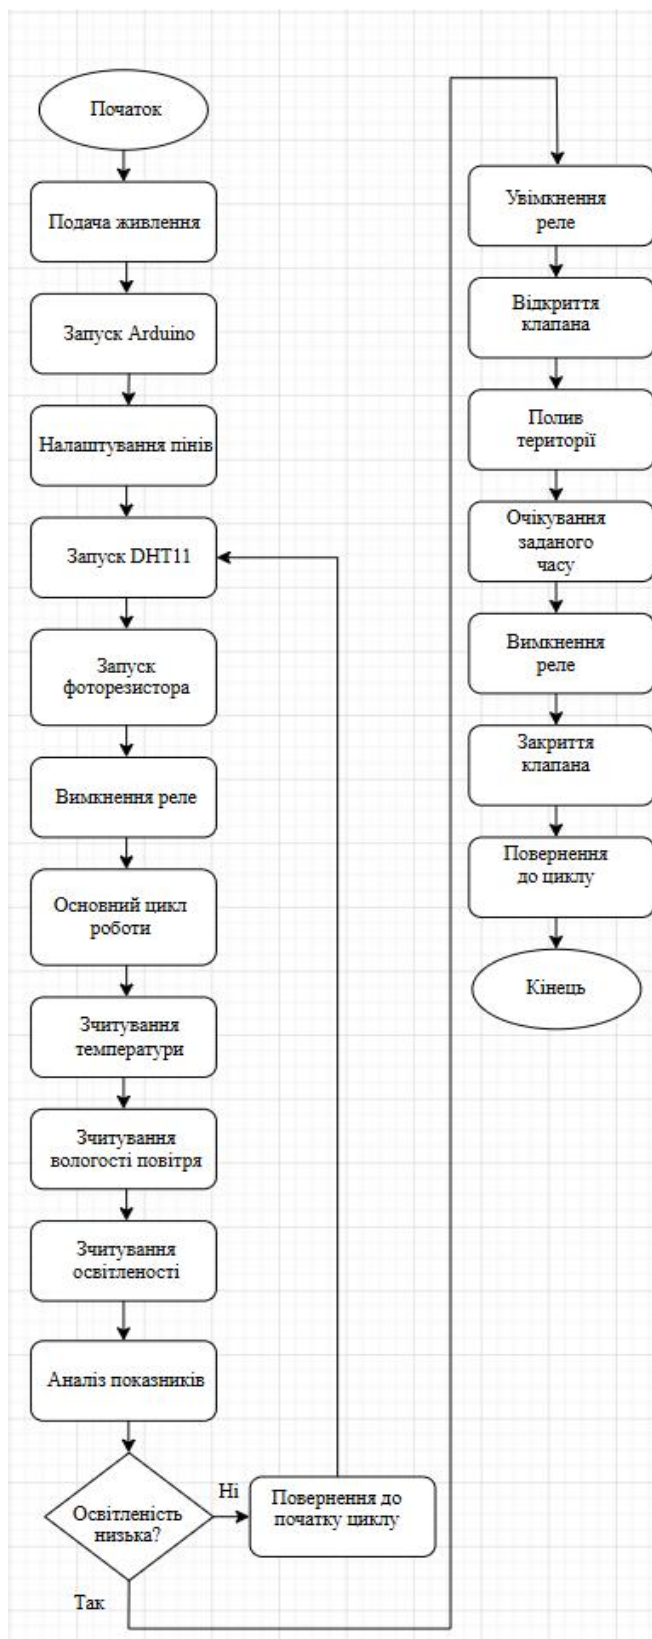 Початок
Подача живлення
Запуск Arduino
Налаштування пінів
Запуск DHT11
Запуск
фоторезистора
Вимкнення реле
Основний цикл
роботи
Зчитування
температури
Зчитування
вологості повітря
Зчитування
освітленості
Аналіз показників
Освітленість
низька?
Ні
Повернення до
початку циклу
Так
Увімкнення
реле
Відкриття
клапана
Полив
території
Очікування
заданого
часу
Вимкнення
реле
Закриття
клапана
Повернення
до циклу
Кінець